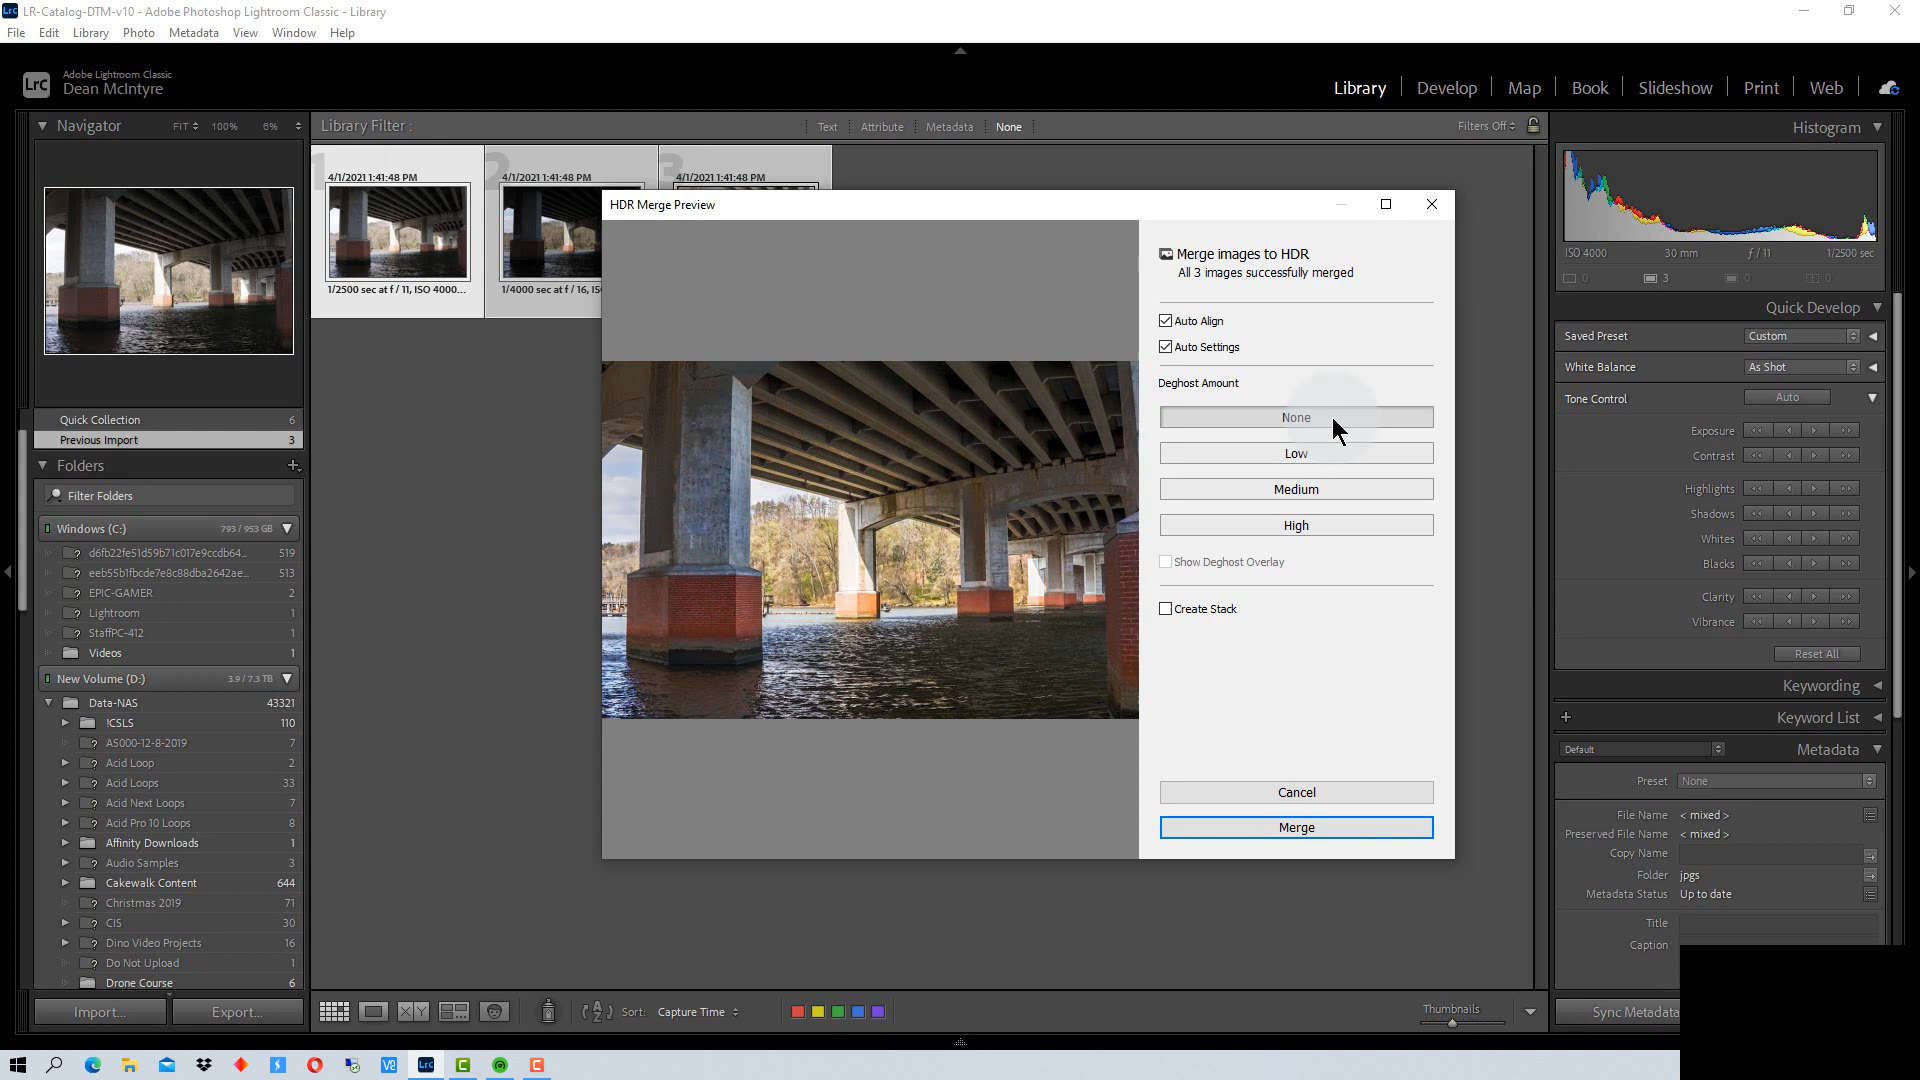 LR-Catalog-DTM-v10 - Adobe Photoshop Lightroom Classic - Library
File Edit Library Photo Metadata View Window Help
LrC
Adobe Lightroom Classic
Dean McIntyre
Library Develop Map Book Slideshow Print Web
Navigator FIT 100% 6%
Library Filter : Text Attribute Metadata None Filters Off
Histogram
1 2 3
4/1/2021 1:41:48 PM 4/1/2021 1:41:48 PM 4/1/2021 1:41:48 PM
1/2500 sec at f / 11, ISO 4000... 1/4000 sec at f / 16, IS
HDR Merge Preview
Merge images to HDR
All 3 images successfully merged
Auto Align
Auto Settings
Deghost Amount
None
Low
Medium
High
Show Deghost Overlay
Create Stack
Cancel
Merge
Quick Collection 6
Previous Import 3
Folders
Filter Folders
Windows (C:) 793 / 953 GB
d6fb22fe51d59b71c017e9ccdb64... 519
eeb55b1fbcde7e8c88dba2642ae... 513
EPIC-GAMER 2
Lightroom 1
StaffPC-412 1
Videos 1
New Volume (D:) 3.9 / 7.3 TB
Data-NAS 43321
!CSLS 110
A5000-12-8-2019 7
Acid Loop 2
Acid Loops 33
Acid Next Loops 7
Acid Pro 10 Loops 8
Affinity Downloads 1
Audio Samples 3
Cakewalk Content 644
Christmas 2019 71
CIS 30
Dino Video Projects 16
Do Not Upload 1
Drone Course 6
Import... Export...
XY
Sort: Capture Time
Thumbnails
ISO 4000 30 mm f / 11 1/2500 sec
0 3 0 0
Quick Develop
Saved Preset Custom
White Balance As Shot
Tone Control Auto
Exposure
Contrast
Highlights
Shadows
Whites
Blacks
Clarity
Vibrance
Reset All
Keywording
Keyword List
Default Metadata
Preset None
File Name < mixed >
Preserved File Name < mixed >
Copy Name
Folder jpgs
Metadata Status Up to date
Title
Caption
Sync Metadata
LrC